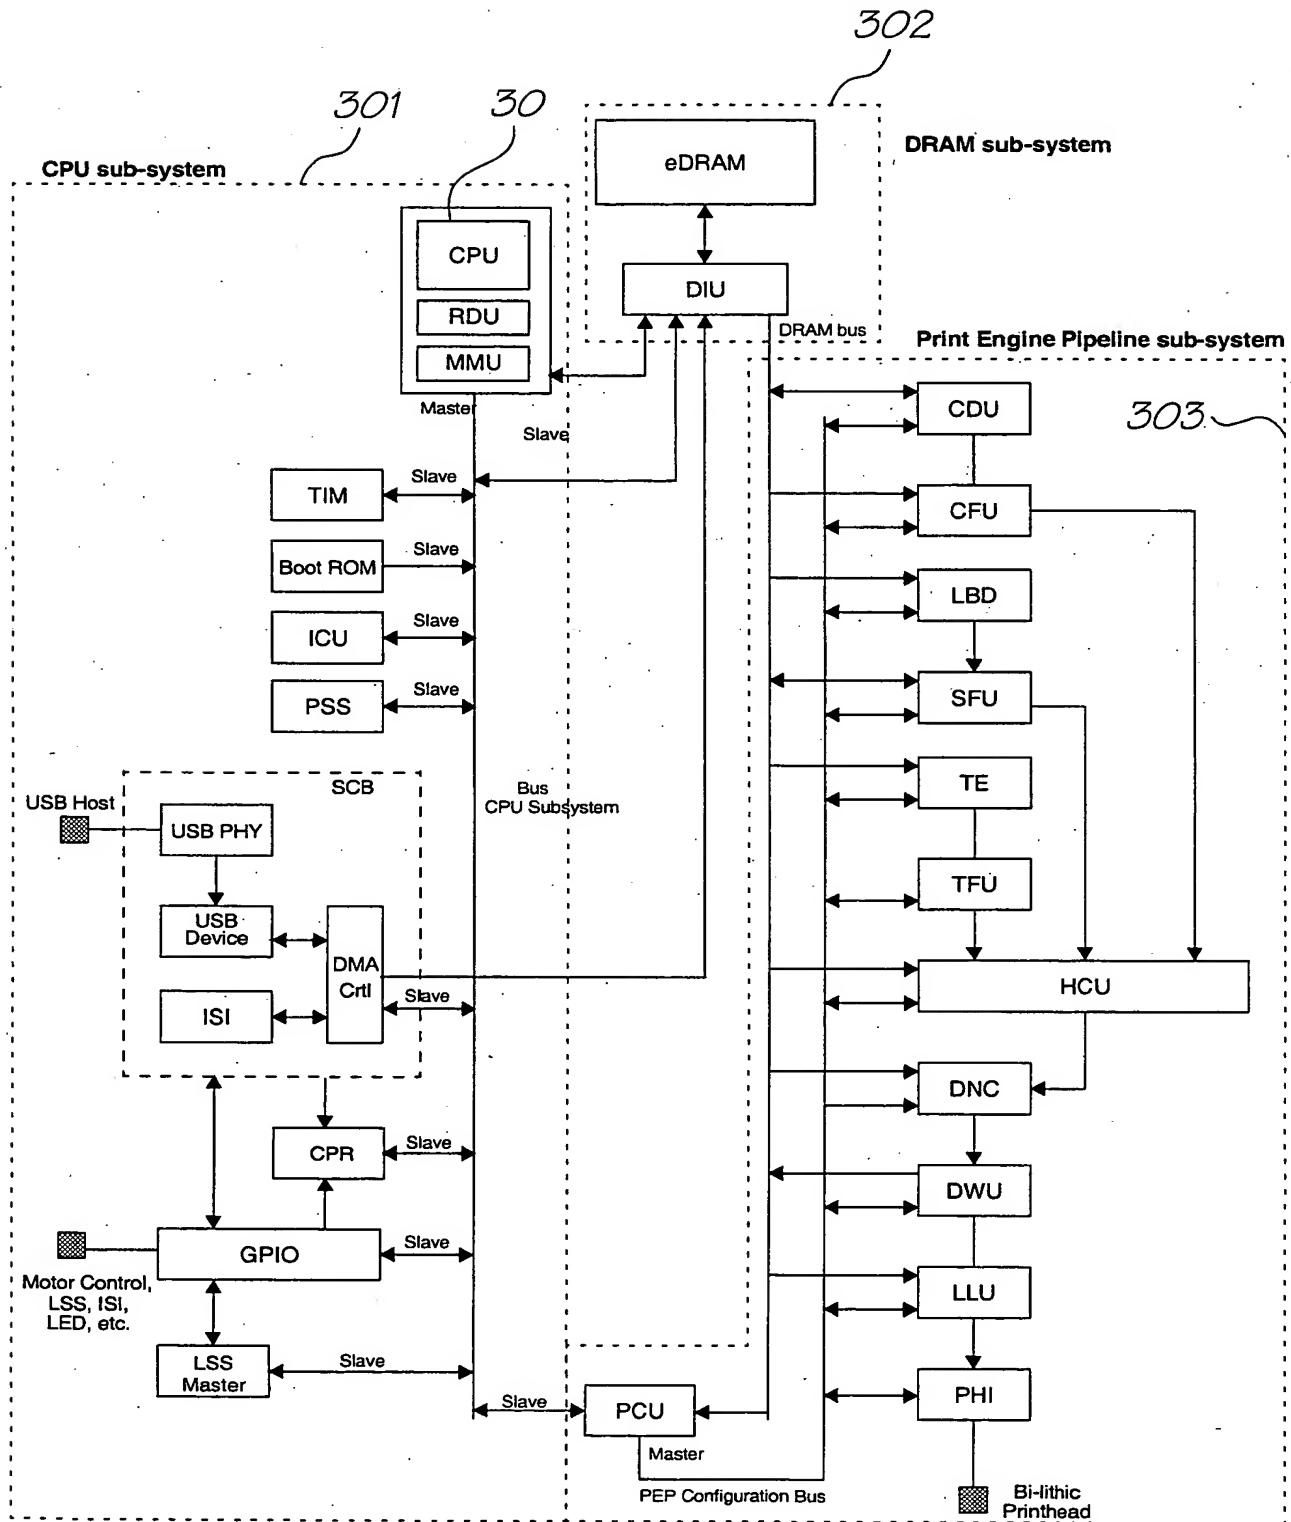 302
301
30
CPU sub-system
DRAM sub-system
eDRAM
CPU
DIU
RDU
DRAM bus
MMU
Print Engine Pipeline sub-system
Master
Slave
CDU
303
TIM
Slave
CFU
Boot ROM
Slave
LBD
ICU
Slave
PSS
Slave
SFU
SCB
Bus
CPU Subsystem
TE
USB Host
USB PHY
TFU
USB
Device
DMA
Crtl
ISI
Slave
HCU
DNC
CPR
Slave
DWU
GPIO
Slave
Motor Control,
LSS, ISI,
LED, etc.
LLU
LSS
Master
Slave
PHI
Slave
PCU
Master
PEP Configuration Bus
Bi-lithic
Printhead